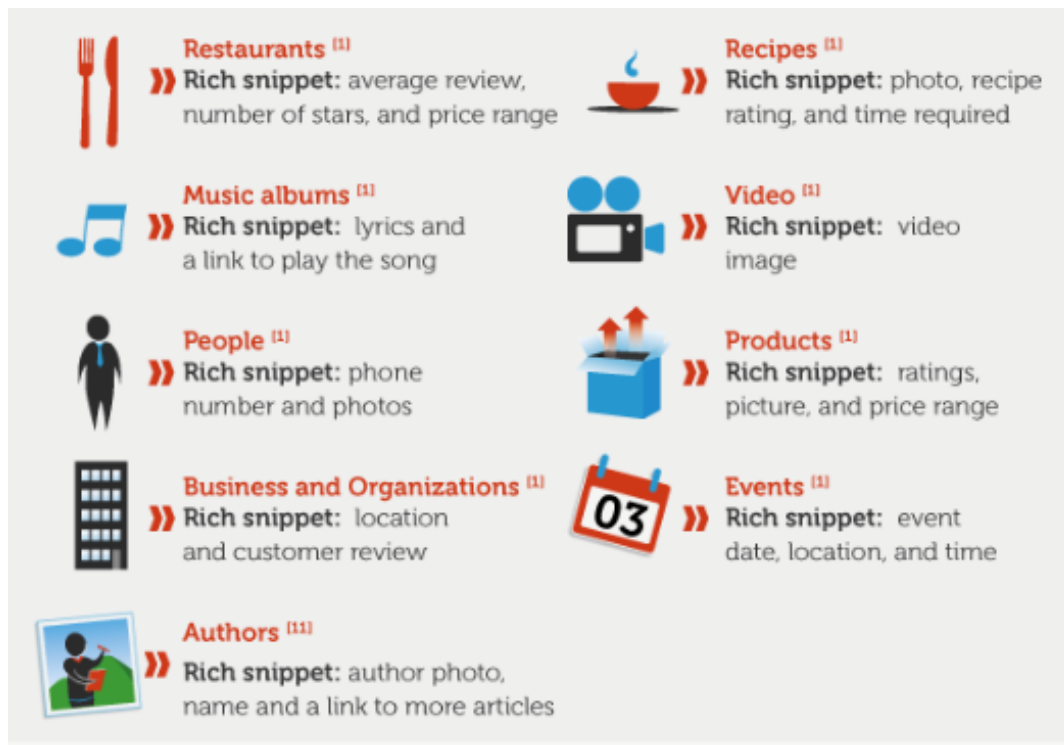 Restaurants [1]
Rich snippet: average review,
number of stars, and price range
Recipes [1]
Rich snippet: photo, recipe
rating, and time required
Music albums [1]
Rich snippet: lyrics and
a link to play the song
Video [1]
Rich snippet: video
image
People [1]
Rich snippet: phone
number and photos
Products [1]
Rich snippet: ratings,
picture, and price range
Business and Organizations [1]
Rich snippet: location
and customer review
03
Events [1]
Rich snippet: event
date, location, and time
Authors [11]
Rich snippet: author photo,
name and a link to more articles